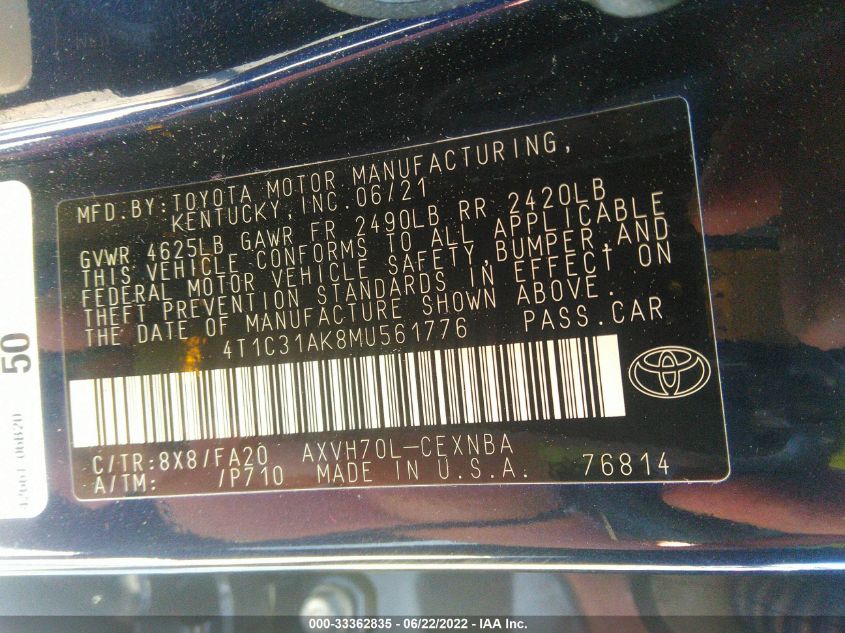 MFD.BY:TOYOTA MOTOR MANUFACTURING,
KENTUCKY,INC.06/21
GVWR 4625LB GAWR FR 2490LB RR 2420LB
THIS VEHICLE CONFORMS TO ALL APPLICABLE
FEDERAL MOTOR VEHICLE SAFETY,BUMPER,AND
THEFT PREVENTION STANDARDS IN EFFECT ON
THE DATE OF MANUFACTURE SHOWN ABOVE.
4T1C31AK8MU561776 PASS.CAR
C/TR:8X8/FA20 AXVH70L-CEXNBA
A/TM: /P710 MADE IN U.S.A. 76814
50
06B20
000-33362835 - 06/22/2022 - IAA Inc.